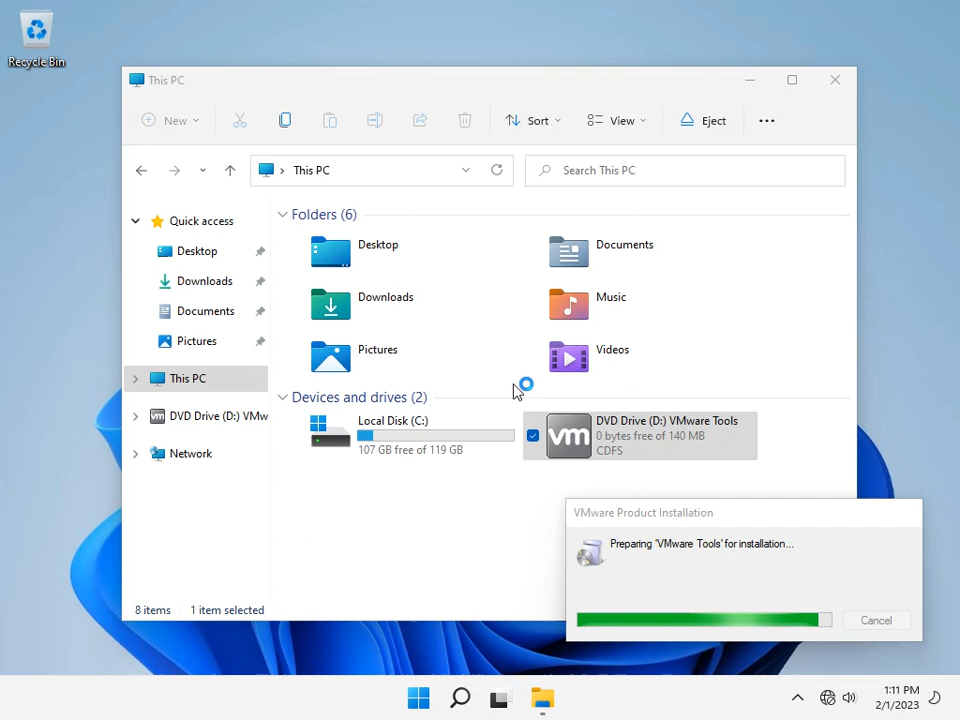 Recycle Bin
This PC
New
Sort
View
Eject
This PC
Search This PC
Quick access
Desktop
Downloads
Documents
Pictures
This PC
DVD Drive (D:) VMw
Network
Folders (6)
Desktop
Documents
Downloads
Music
Pictures
Videos
Devices and drives (2)
Local Disk (C:)
107 GB free of 119 GB
vm
DVD Drive (D:) VMware Tools
0 bytes free of 140 MB
CDFS
8 items 1 item selected
VMware Product Installation
Preparing 'VMware Tools' for installation...
Cancel
1:11 PM
2/1/2023